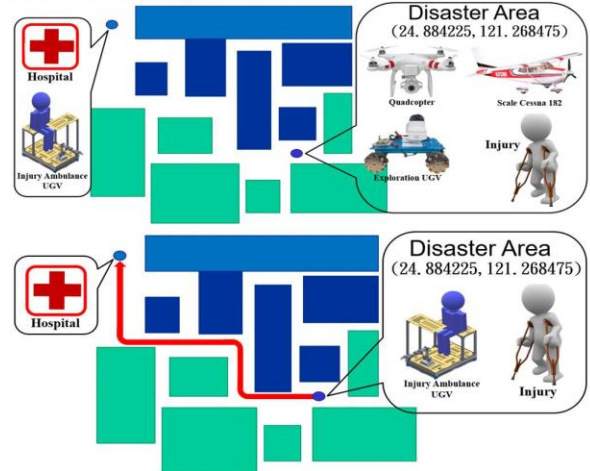 Disaster Area
(24.884225, 121.268475)
Hospital
Quadcopter
Scale Cessna 182
Injury Ambulance
UGV
Exploration UGV
Injury
Disaster Area
(24.884225, 121.268475)
Hospital
Injury Ambulance
UGV
Injury